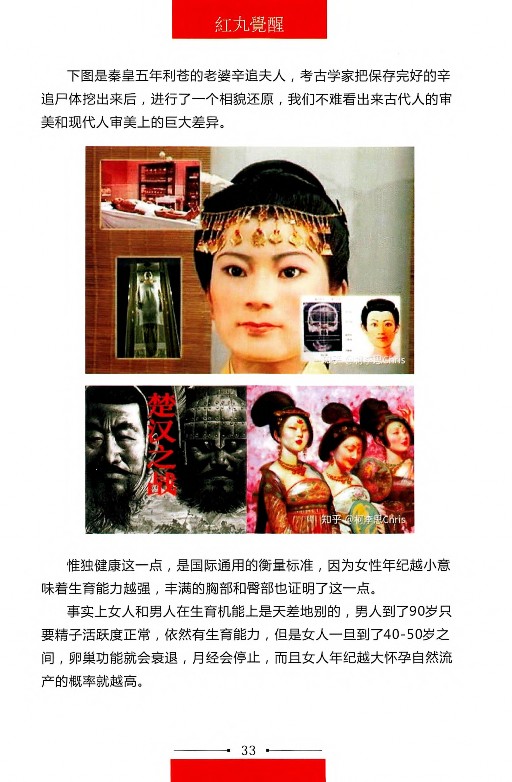 紅丸覺醒
下图是秦皇五年利苍的老婆辛追夫人，考古学家把保存完好的辛
追尸体挖出来后，进行了一个相貌还原，我们不难看出来古代人的审
美和现代人审美上的巨大差异。
楚汉之战
知乎 @柯李思Chris
惟独健康这一点，是国际通用的衡量标准，因为女性年纪越小意
味着生育能力越强，丰满的胸部和臀部也证明了这一点。
事实上女人和男人在生育机能上是天差地别的，男人到了90岁只
要精子活跃度正常，依然有生育能力，但是女人一旦到了40-50岁之
间，卵巢功能就会衰退，月经会停止，而且女人年纪越大怀孕自然流
产的概率就越高。
33